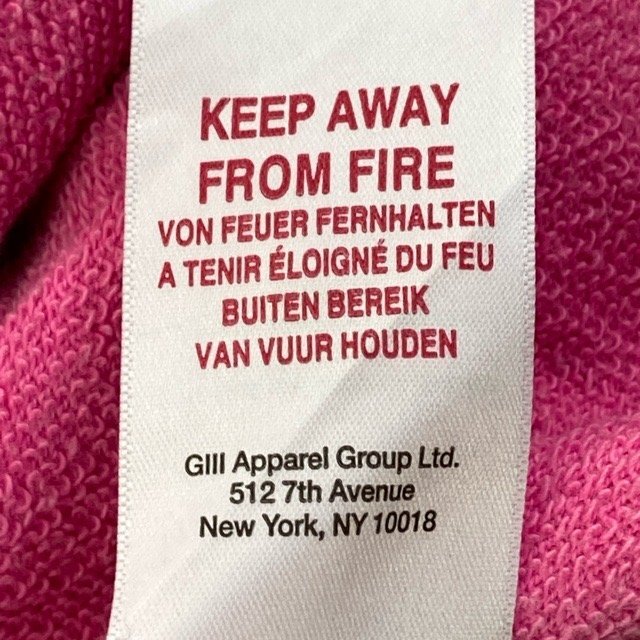 KEEP AWAY
FROM FIRE
VON FEUER FERNHALTEN
A TENIR ÉLOIGNÉ DU FEU
BUITEN BEREIK
VAN VUUR HOUDEN
GIII Apparel Group Ltd.
512 7th Avenue
New York, NY 10018